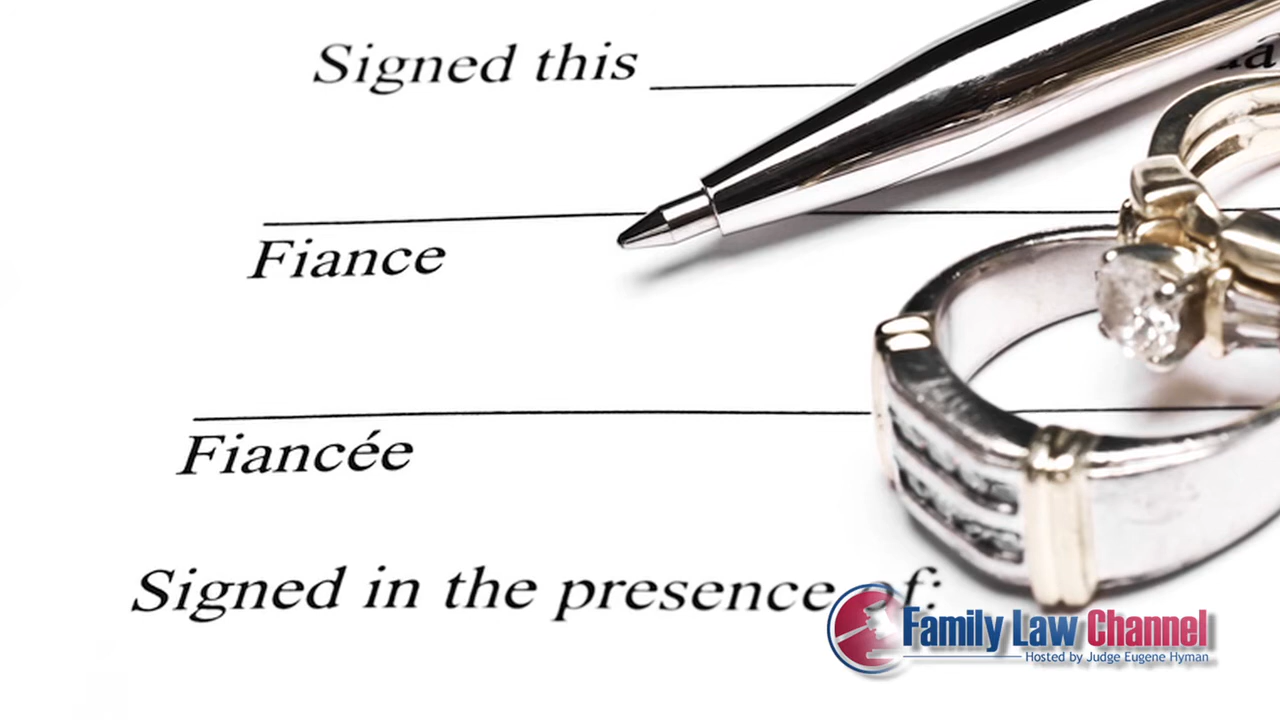 Signed this
Fiance
Fiancée
Signed in the presence of:
Family Law Channel
Hosted by Judge Eugene Hyman